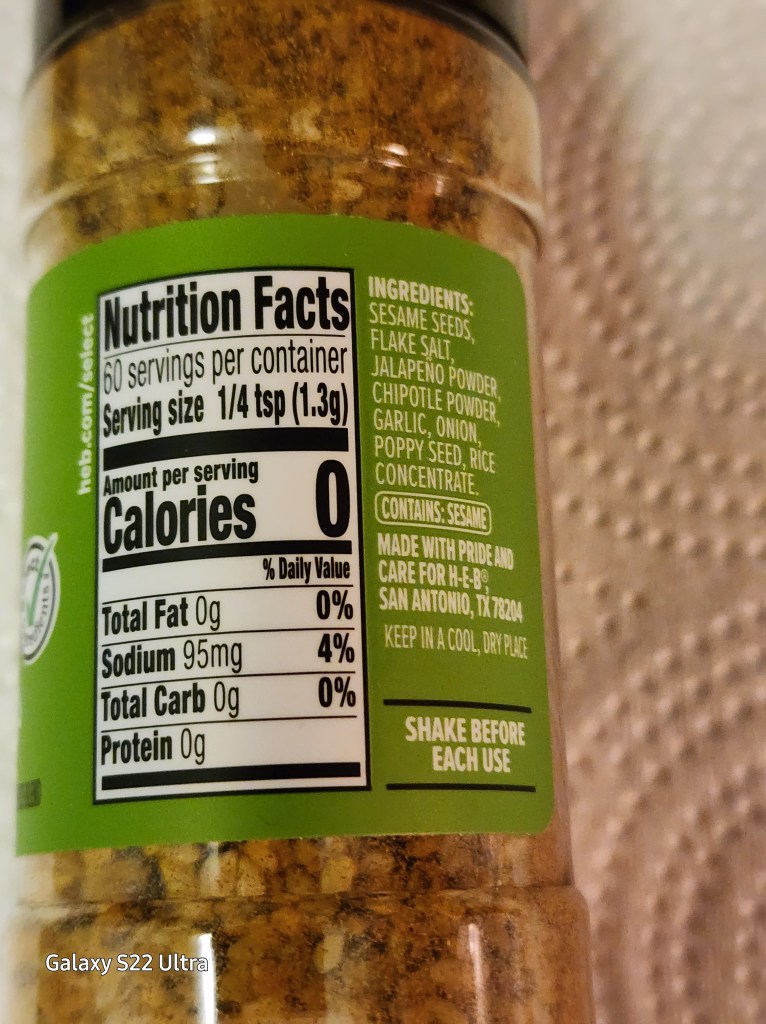 heb.com/select
Nutrition Facts
60 servings per container
Serving size 1/4 tsp (1.3g)
Amount per serving
Calories 0
% Daily Value
Total Fat 0g 0%
Sodium 95mg 4%
Total Carb 0g 0%
Protein 0g
INGREDIENTS:
SESAME SEEDS,
FLAKE SALT,
JALAPEÑO POWDER,
CHIPOTLE POWDER,
GARLIC, ONION,
POPPY SEED, RICE
CONCENTRATE.
CONTAINS: SESAME
MADE WITH PRIDE AND
CARE FOR H-E-B®,
SAN ANTONIO, TX 78204
KEEP IN A COOL, DRY PLACE
SHAKE BEFORE
EACH USE
Galaxy S22 Ultra